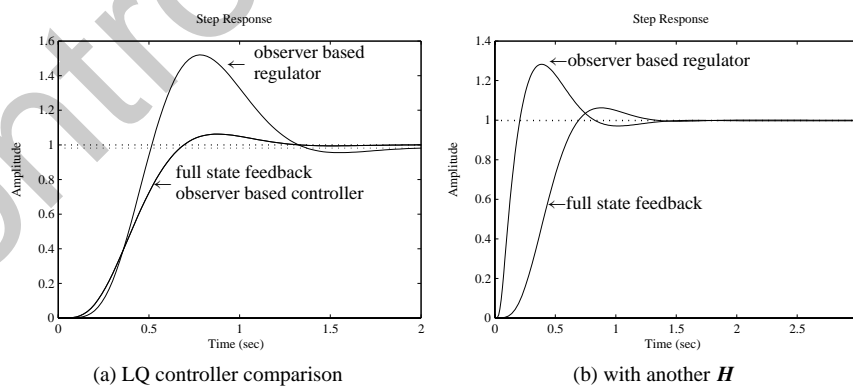 Step Response
1.6
1.4
1.2
1
0.8
0.6
0.4
0.2
0
Amplitude
observer based
regulator
full state feedback
observer based controller
0 0.5 1 1.5 2
Time (sec)
(a) LQ controller comparison
Step Response
1.4
1.2
1
0.8
0.6
0.4
0.2
0
Amplitude
observer based regulator
full state feedback
0 0.5 1 1.5 2 2.5
Time (sec)
(b) with another H